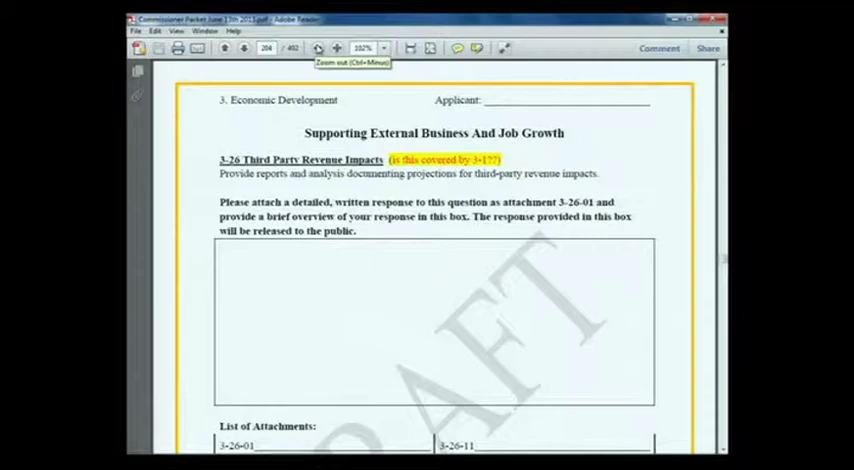 Commissioner Packet June 13th 2013.pdf - Adobe Reader
File Edit View Window Help
204 / 402 102% Comment Share
Zoom out (Ctrl+Minus)
3. Economic Development Applicant:
Supporting External Business And Job Growth
3-26 Third Party Revenue Impacts (is this covered by 3-1??)
Provide reports and analysis documenting projections for third-party revenue impacts.
Please attach a detailed, written response to this question as attachment 3-26-01 and
provide a brief overview of your response in this box. The response provided in this box
will be released to the public.
DRAFT
List of Attachments:
3-26-01 3-26-11